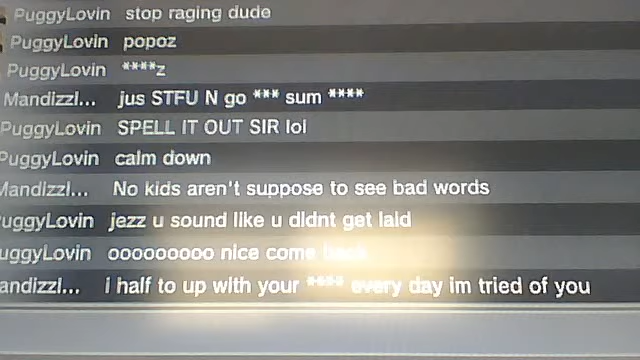 PuggyLovin stop raging dude
PuggyLovin popoz
PuggyLovin ****z
Mandizzl... jus STFU N go *** sum ****
PuggyLovin SPELL IT OUT SIR lol
PuggyLovin calm down
Mandizzl... No kids aren't suppose to see bad words
uggyLovin jezz u sound like u didnt get laid
uggyLovin ooooooooo nice come back
andizzl... i half to up with your **** every day im tried of you